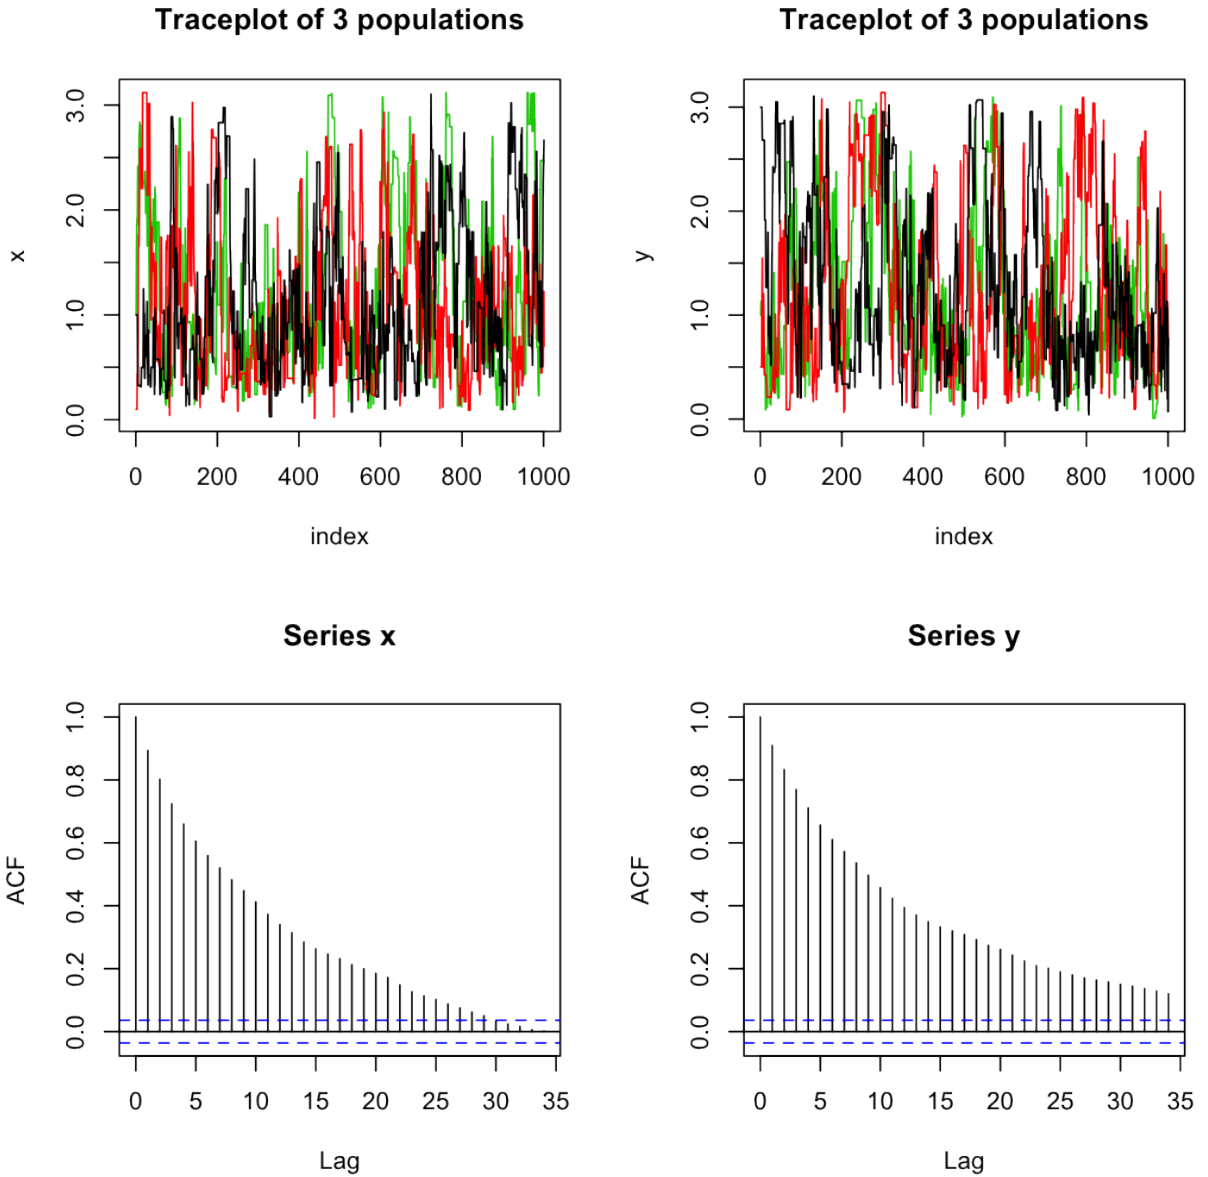 Traceplot of 3 populations
x
0.0 1.0 2.0 3.0
0 200 400 600 800 1000
index
Traceplot of 3 populations
y
0.0 1.0 2.0 3.0
0 200 400 600 800 1000
index
Series x
ACF
0.0 0.2 0.4 0.6 0.8 1.0
0 5 10 15 20 25 30 35
Lag
Series y
ACF
0.0 0.2 0.4 0.6 0.8 1.0
0 5 10 15 20 25 30 35
Lag